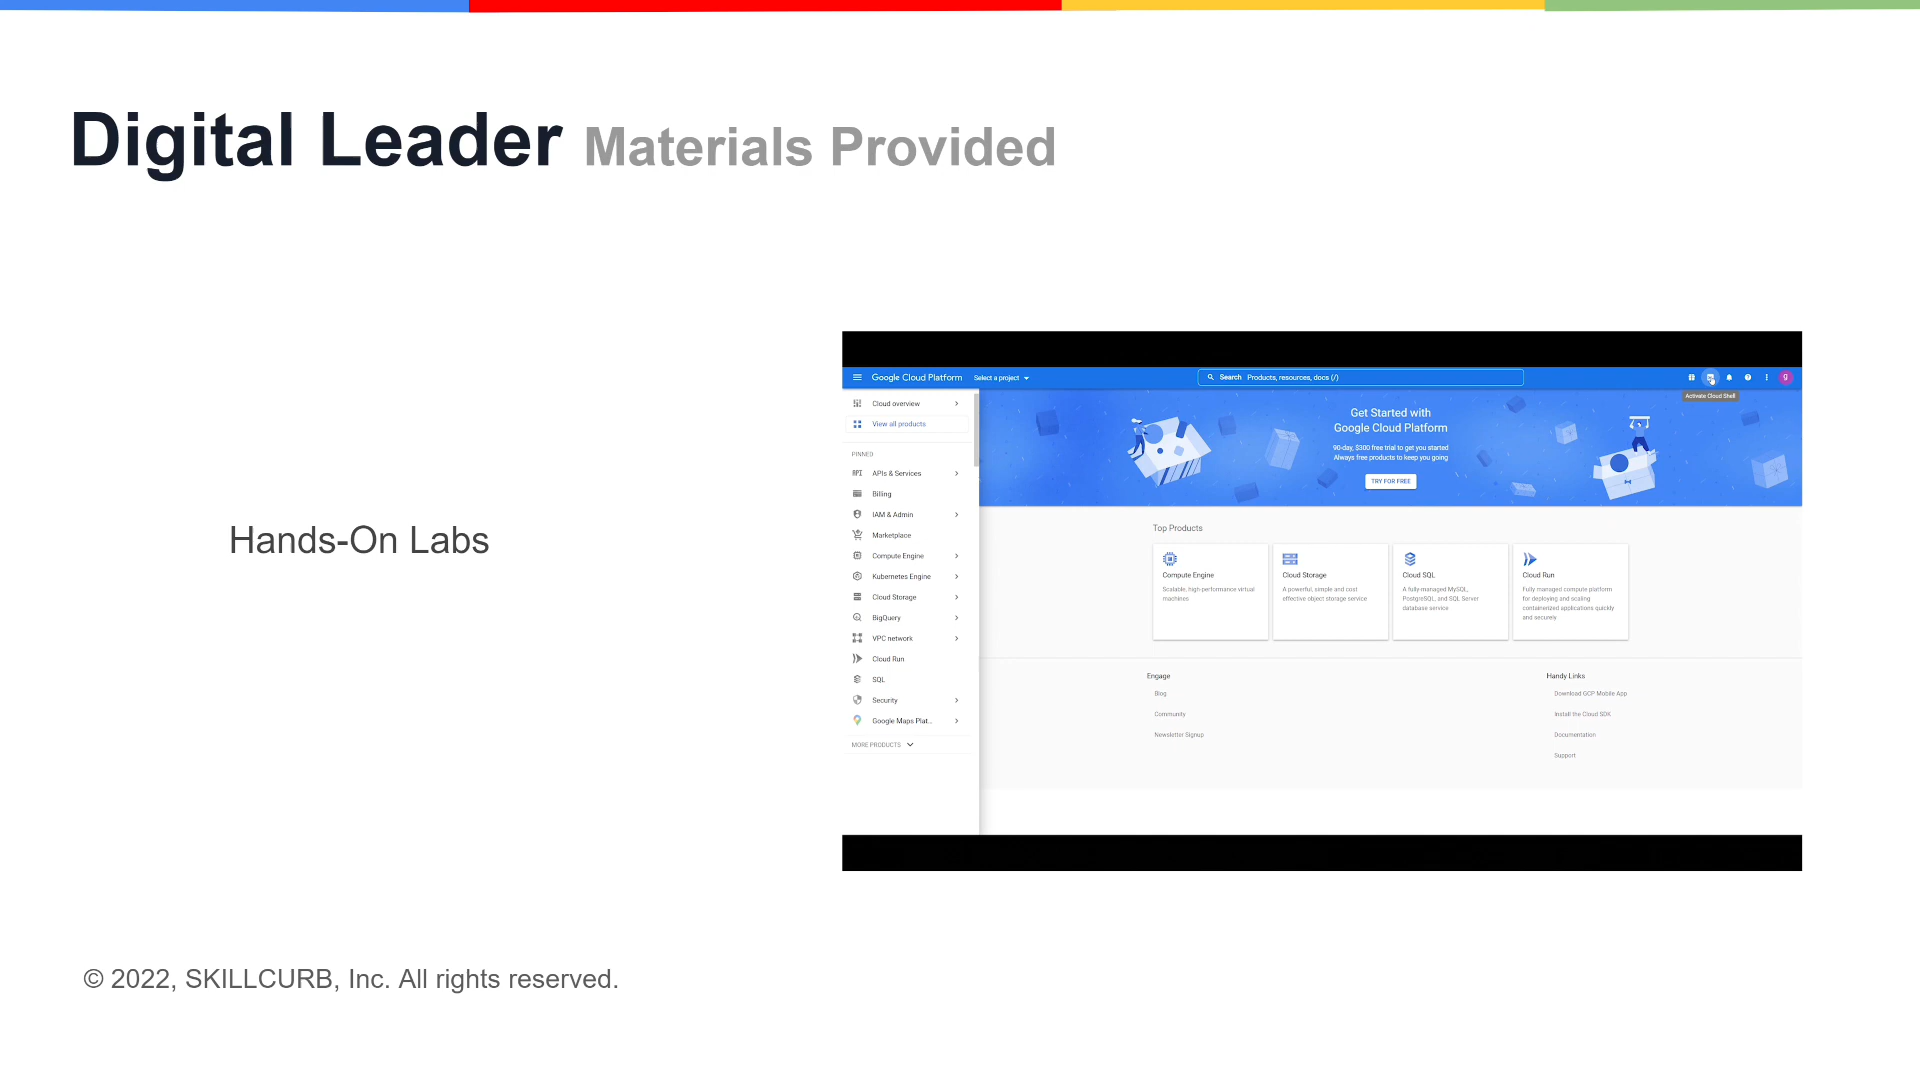 Digital Leader Materials Provided
Hands-On Labs
Google Cloud Platform Select a project
Search Products, resources, docs (/)
Activate Cloud Shell
g
Cloud overview
View all products
PINNED
API APIs & Services
Billing
IAM & Admin
Marketplace
Compute Engine
Kubernetes Engine
Cloud Storage
BigQuery
VPC network
Cloud Run
SQL
Security
Google Maps Plat...
MORE PRODUCTS
Get Started with
Google Cloud Platform
90-day, $300 free trial to get you started
Always free products to keep you going
TRY FOR FREE
Top Products
Compute Engine
Scalable, high-performance virtual
machines
Cloud Storage
A powerful, simple and cost
effective object storage service
Cloud SQL
A fully-managed MySQL,
PostgreSQL, and SQL Server
database service
Cloud Run
Fully managed compute platform
for deploying and scaling
containerized applications quickly
and securely
Engage
Blog
Community
Newsletter Signup
Handy Links
Download GCP Mobile App
Install the Cloud SDK
Documentation
Support
© 2022, SKILLCURB, Inc. All rights reserved.